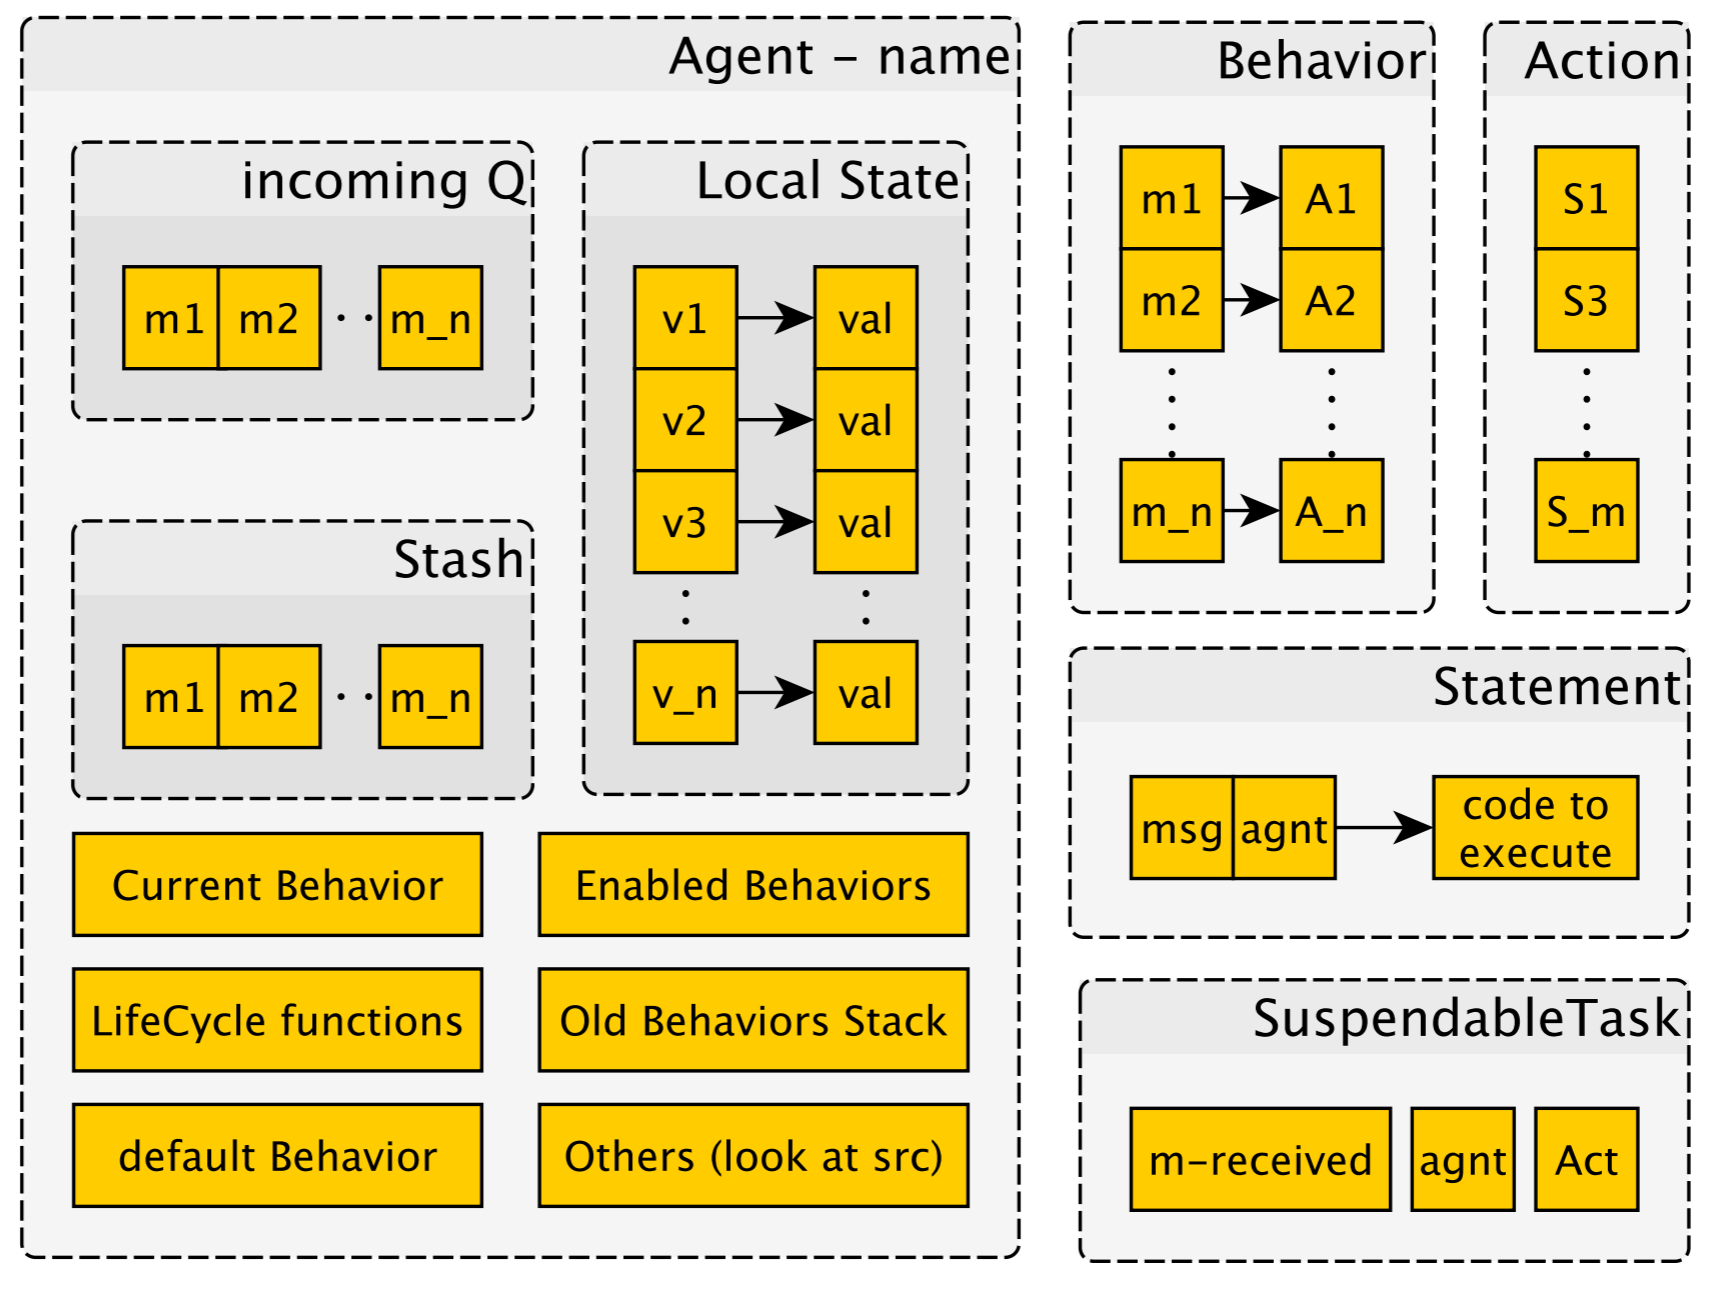 Agent – name
incoming Q
m1 m2 · · m_n
Local State
v1 val
v2 val
v3 val
v_n val
Stash
m1 m2 · · m_n
Current Behavior
Enabled Behaviors
LifeCycle functions
Old Behaviors Stack
default Behavior
Others (look at src)
Behavior
m1 A1
m2 A2
m_n A_n
Action
S1
S3
S_m
Statement
msg agnt
code to
execute
SuspendableTask
m-received agnt Act